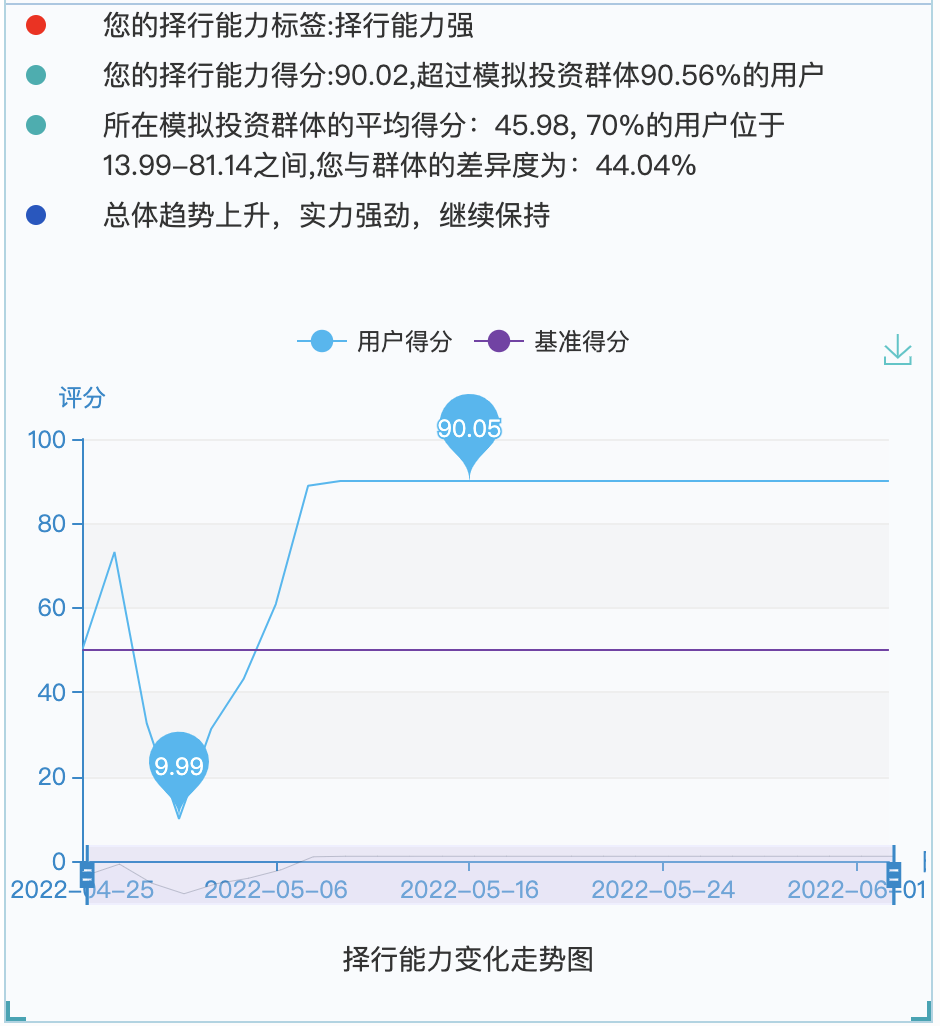 您的择行能力标签:择行能力强
您的择行能力得分:90.02,超过模拟投资群体90.56%的用户
所在模拟投资群体的平均得分：45.98, 70%的用户位于
13.99–81.14之间,您与群体的差异度为：44.04%
总体趋势上升，实力强劲，继续保持
用户得分 基准得分
评分
90.05
100
80
60
40
9.99
20
0
2022–04–25 2022–05–06 2022–05–16 2022–05–24 2022–06–01
择行能力变化走势图